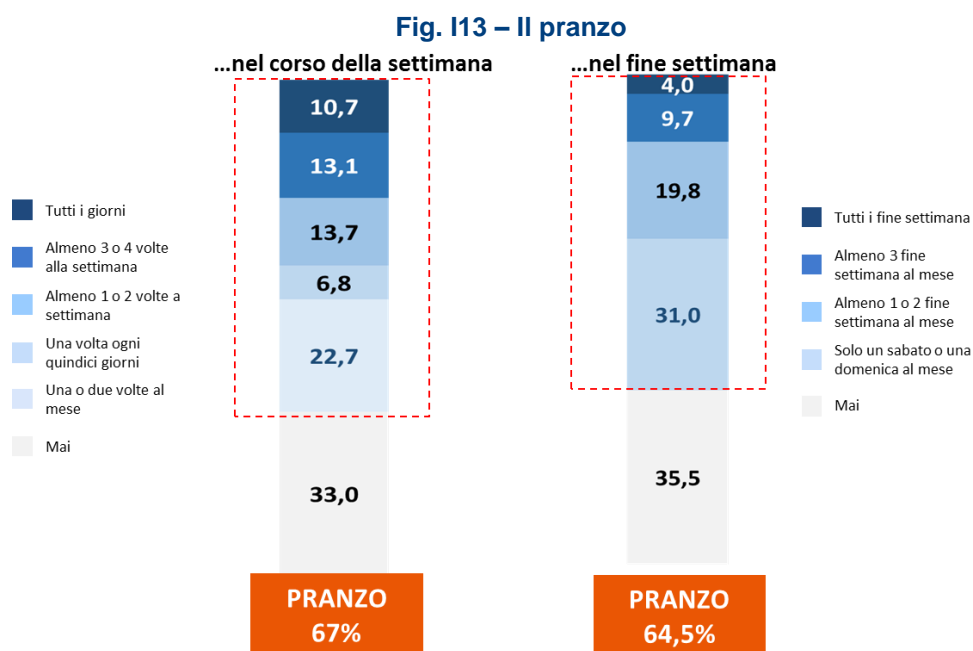 Fig. I13 – Il pranzo
...nel corso della settimana
10,7
13,1
13,7
6,8
22,7
33,0
Tutti i giorni
Almeno 3 o 4 volte
alla settimana
Almeno 1 o 2 volte a
settimana
Una volta ogni
quindici giorni
Una o due volte al
mese
Mai
PRANZO
67%
...nel fine settimana
4,0
9,7
19,8
31,0
35,5
Tutti i fine settimana
Almeno 3 fine
settimana al mese
Almeno 1 o 2 fine
settimana al mese
Solo un sabato o una
domenica al mese
Mai
PRANZO
64,5%